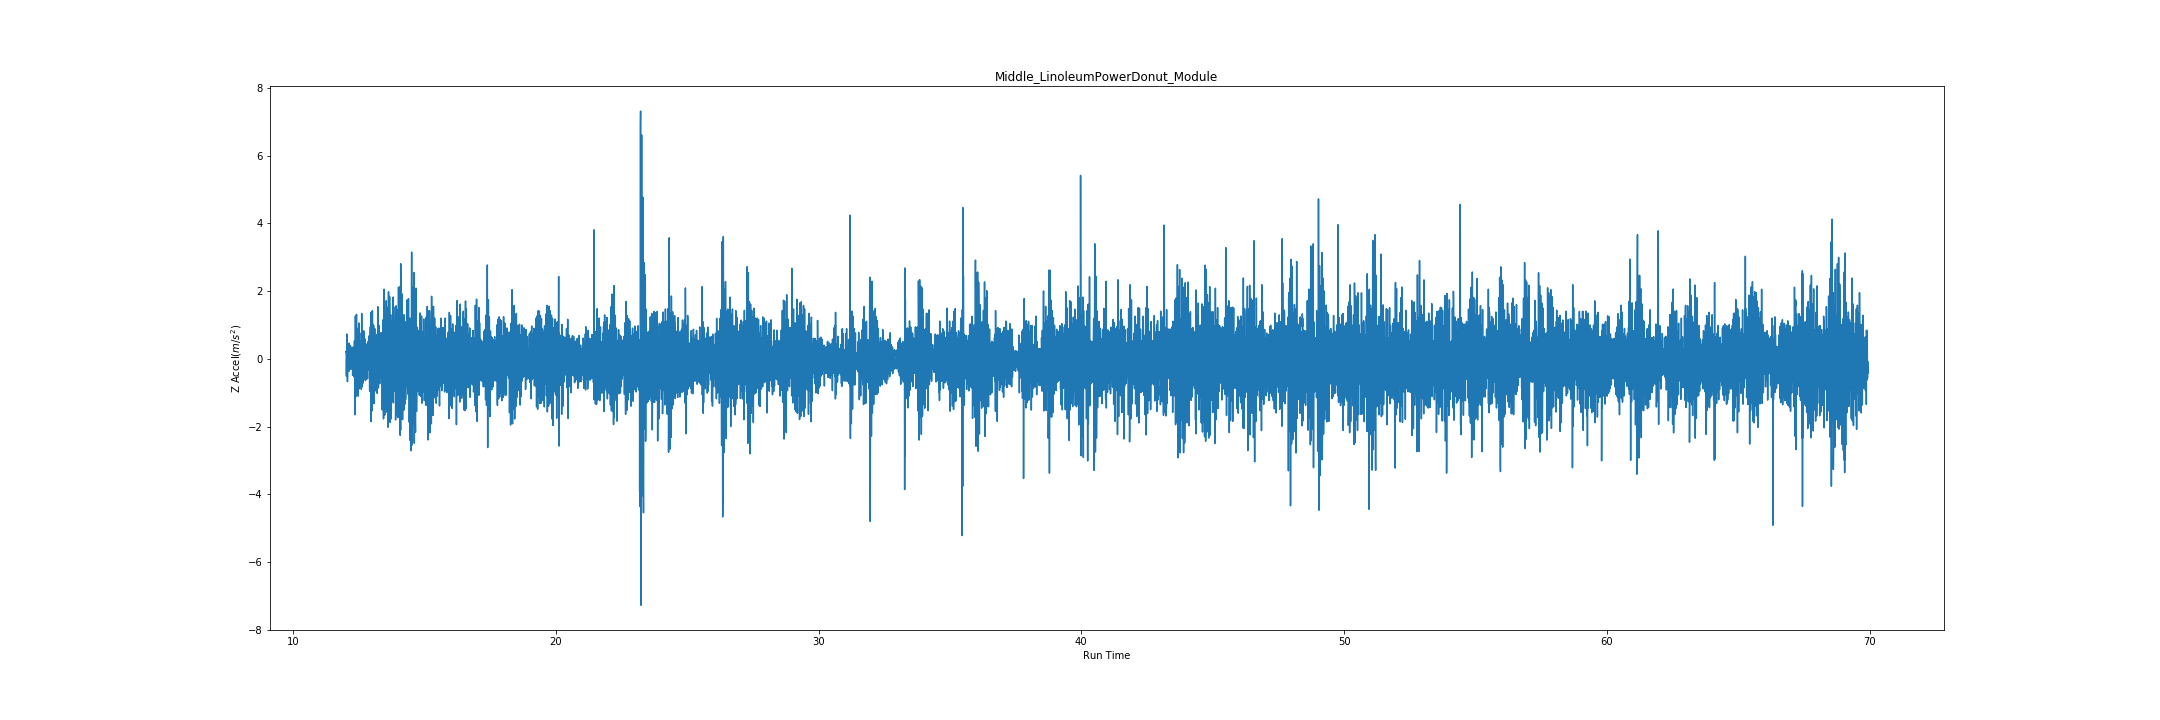 Middle_LinoleumPowerDonut_Module
8
6
4
2
0
−2
−4
−6
−8
Z Accel(m/s²)
10 20 30 40 50 60 70
Run Time